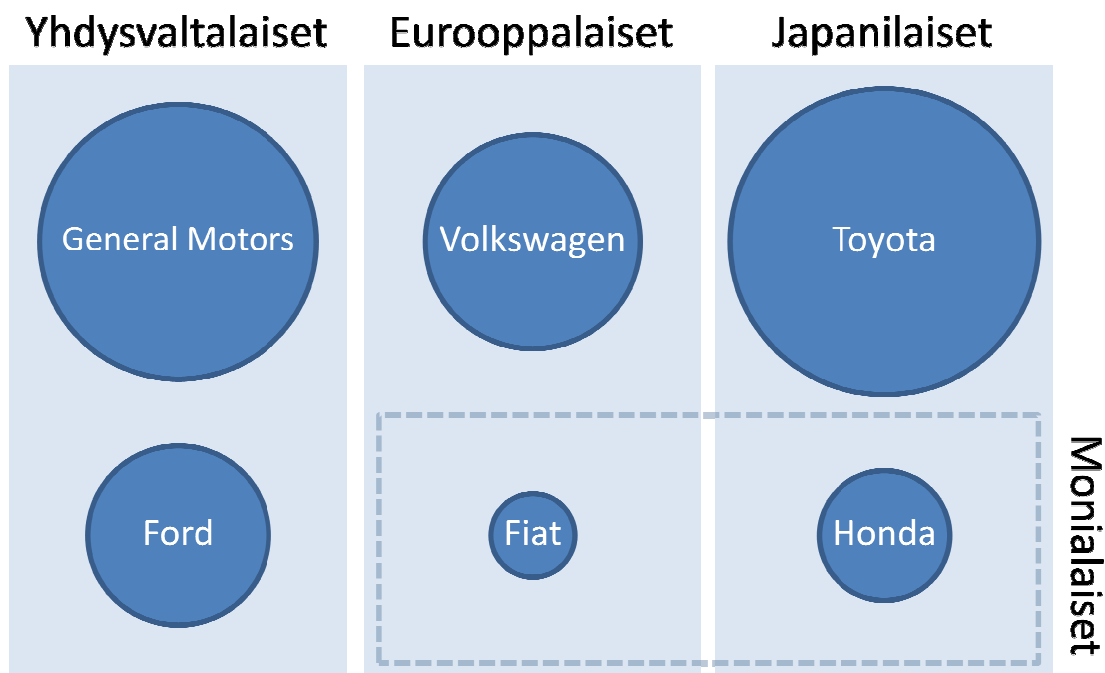 Yhdysvaltalaiset
Eurooppalaiset
Japanilaiset
General Motors
Volkswagen
Toyota
Ford
Fiat
Honda
Monialaiset